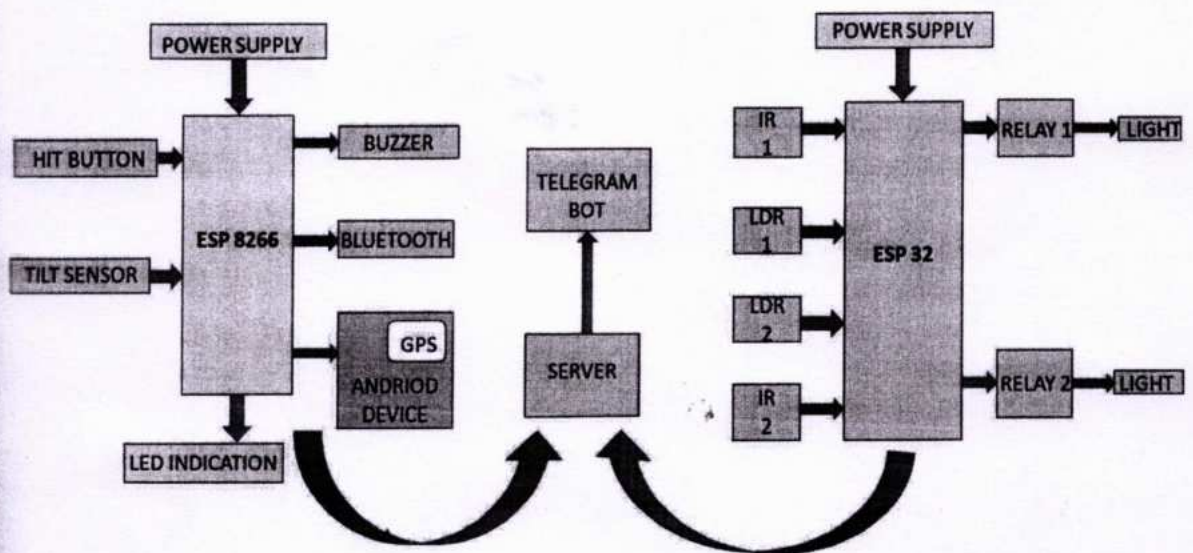 POWER SUPPLY
HIT BUTTON
TILT SENSOR
ESP 8266
BUZZER
BLUETOOTH
GPS
ANDRIOD
DEVICE
LED INDICATION
TELEGRAM
BOT
SERVER
POWER SUPPLY
IR
1
LDR
1
LDR
2
IR
2
ESP 32
RELAY 1
LIGHT
RELAY 2
LIGHT